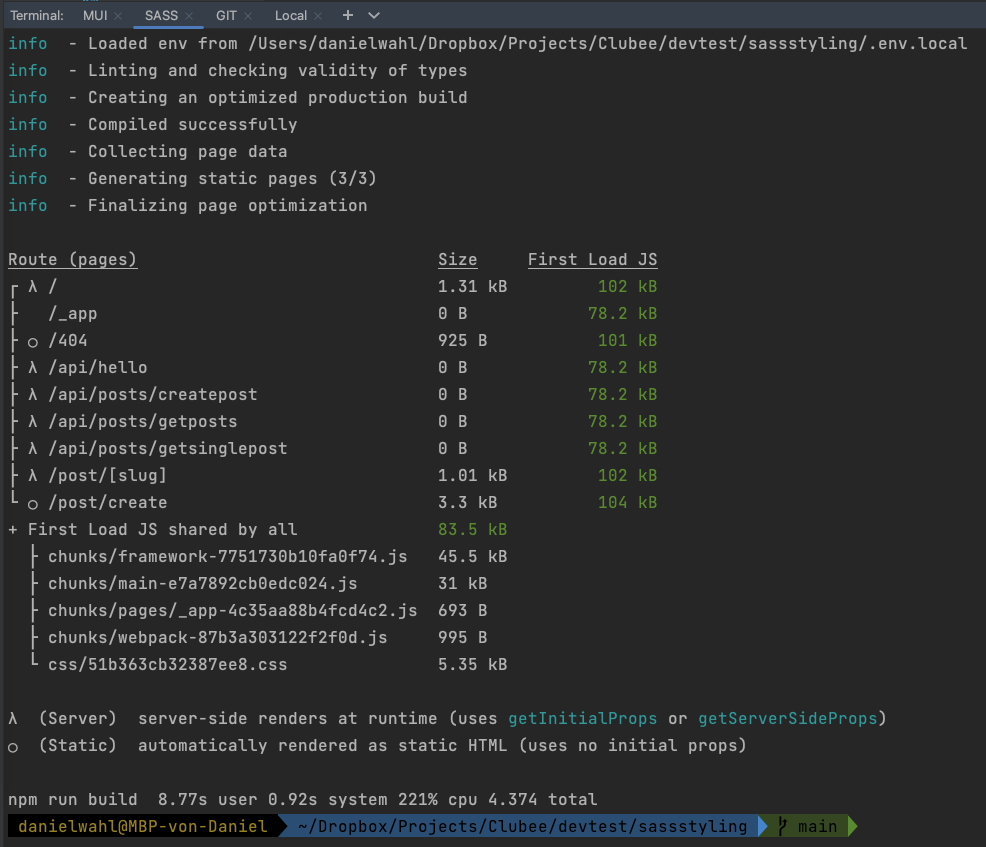 Terminal: MUI × SASS × GIT × Local × +
info  - Loaded env from /Users/danielwahl/Dropbox/Projects/Clubee/devtest/sassstyling/.env.local
info  - Linting and checking validity of types
info  - Creating an optimized production build
info  - Compiled successfully
info  - Collecting page data
info  - Generating static pages (3/3)
info  - Finalizing page optimization
Route (pages)                              Size     First Load JS
┌ λ /                                      1.31 kB         102 kB
├   /_app                                  0 B            78.2 kB
├ ○ /404                                   925 B           101 kB
├ λ /api/hello                             0 B            78.2 kB
├ λ /api/posts/createpost                  0 B            78.2 kB
├ λ /api/posts/getposts                    0 B            78.2 kB
├ λ /api/posts/getsinglepost               0 B            78.2 kB
├ λ /post/[slug]                           1.01 kB         102 kB
└ ○ /post/create                           3.3 kB          104 kB
+ First Load JS shared by all              83.5 kB
  ├ chunks/framework-7751730b10fa0f74.js   45.5 kB
  ├ chunks/main-e7a7892cb0edc024.js        31 kB
  ├ chunks/pages/_app-4c35aa88b4fcd4c2.js  693 B
  ├ chunks/webpack-87b3a303122f2f0d.js     995 B
  └ css/51b363cb32387ee8.css               5.35 kB
λ  (Server)  server-side renders at runtime (uses getInitialProps or getServerSideProps)
○  (Static)  automatically rendered as static HTML (uses no initial props)
npm run build  8.77s user 0.92s system 221% cpu 4.374 total
danielwahl@MBP-von-Daniel  ~/Dropbox/Projects/Clubee/devtest/sassstyling  main